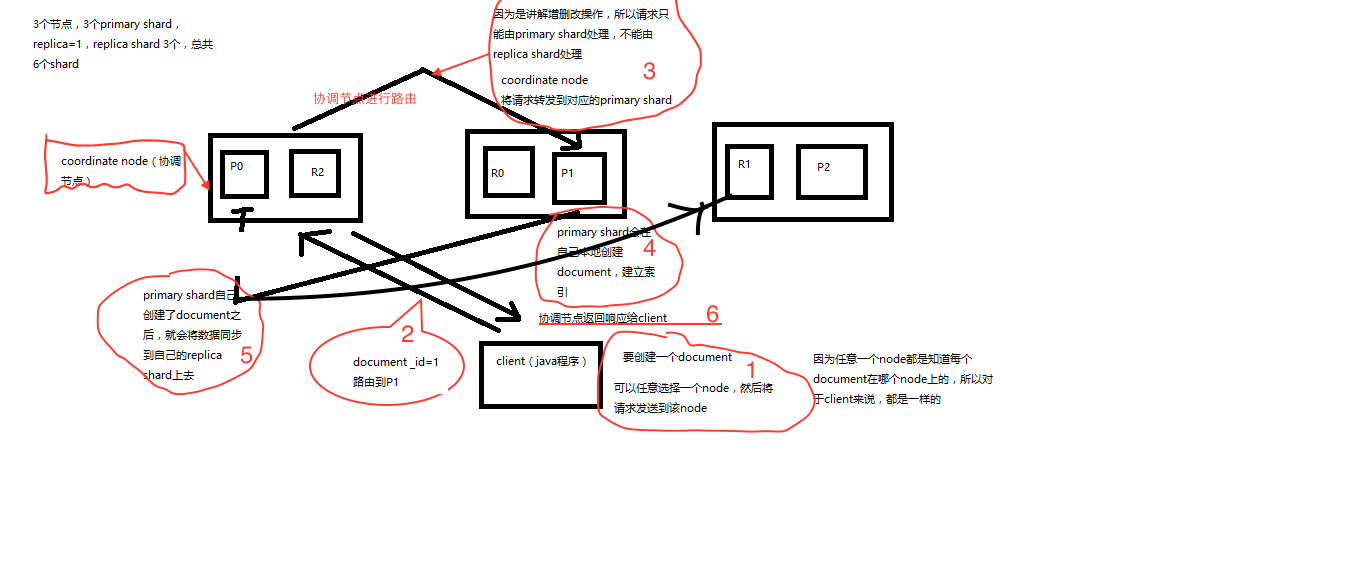 3个节点，3个primary shard，
replica=1，replica shard 3个，总共
6个shard
因为是讲解增删改操作，所以请求只
能由primary shard处理，不能由
replica shard处理
3
coordinate node
将请求转发到对应的primary shard
协调节点进行路由
coordinate node（协调
节点）
P0
R2
R0
P1
R1
P2
primary shard会在
自己本地创建
document，建立索
引
4
primary shard自己
创建了document之
后，就会将数据同步
到自己的replica
shard上去
5
协调节点返回响应给client
6
2
document _id=1
路由到P1
client（java程序）
要创建一个document
1
可以任意选择一个node，然后将
请求发送到该node
因为任意一个node都是知道每个
document在哪个node上的，所以对
于client来说，都是一样的